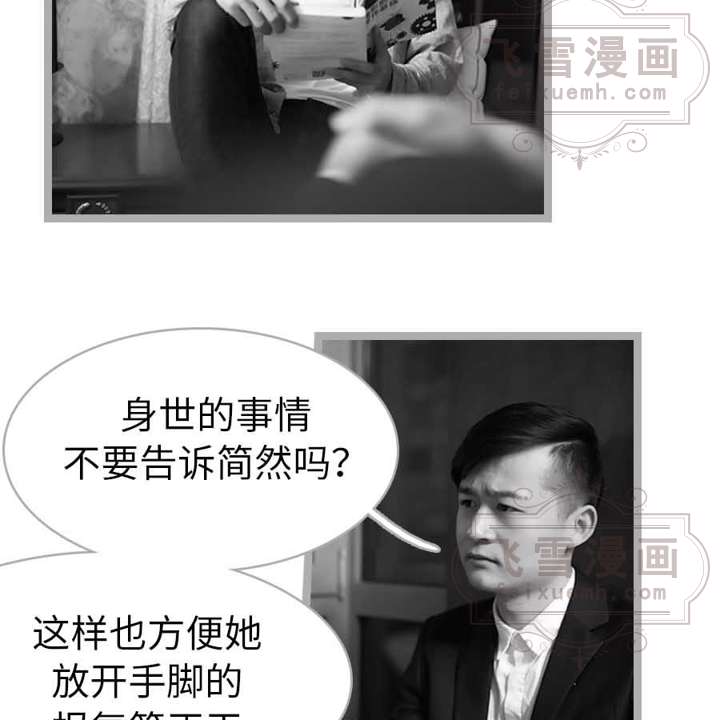 飞雪漫画
feixuemh.com
身世的事情
不要告诉简然吗？
飞雪漫画
feixuemh.com
这样也方便她
放开手脚的